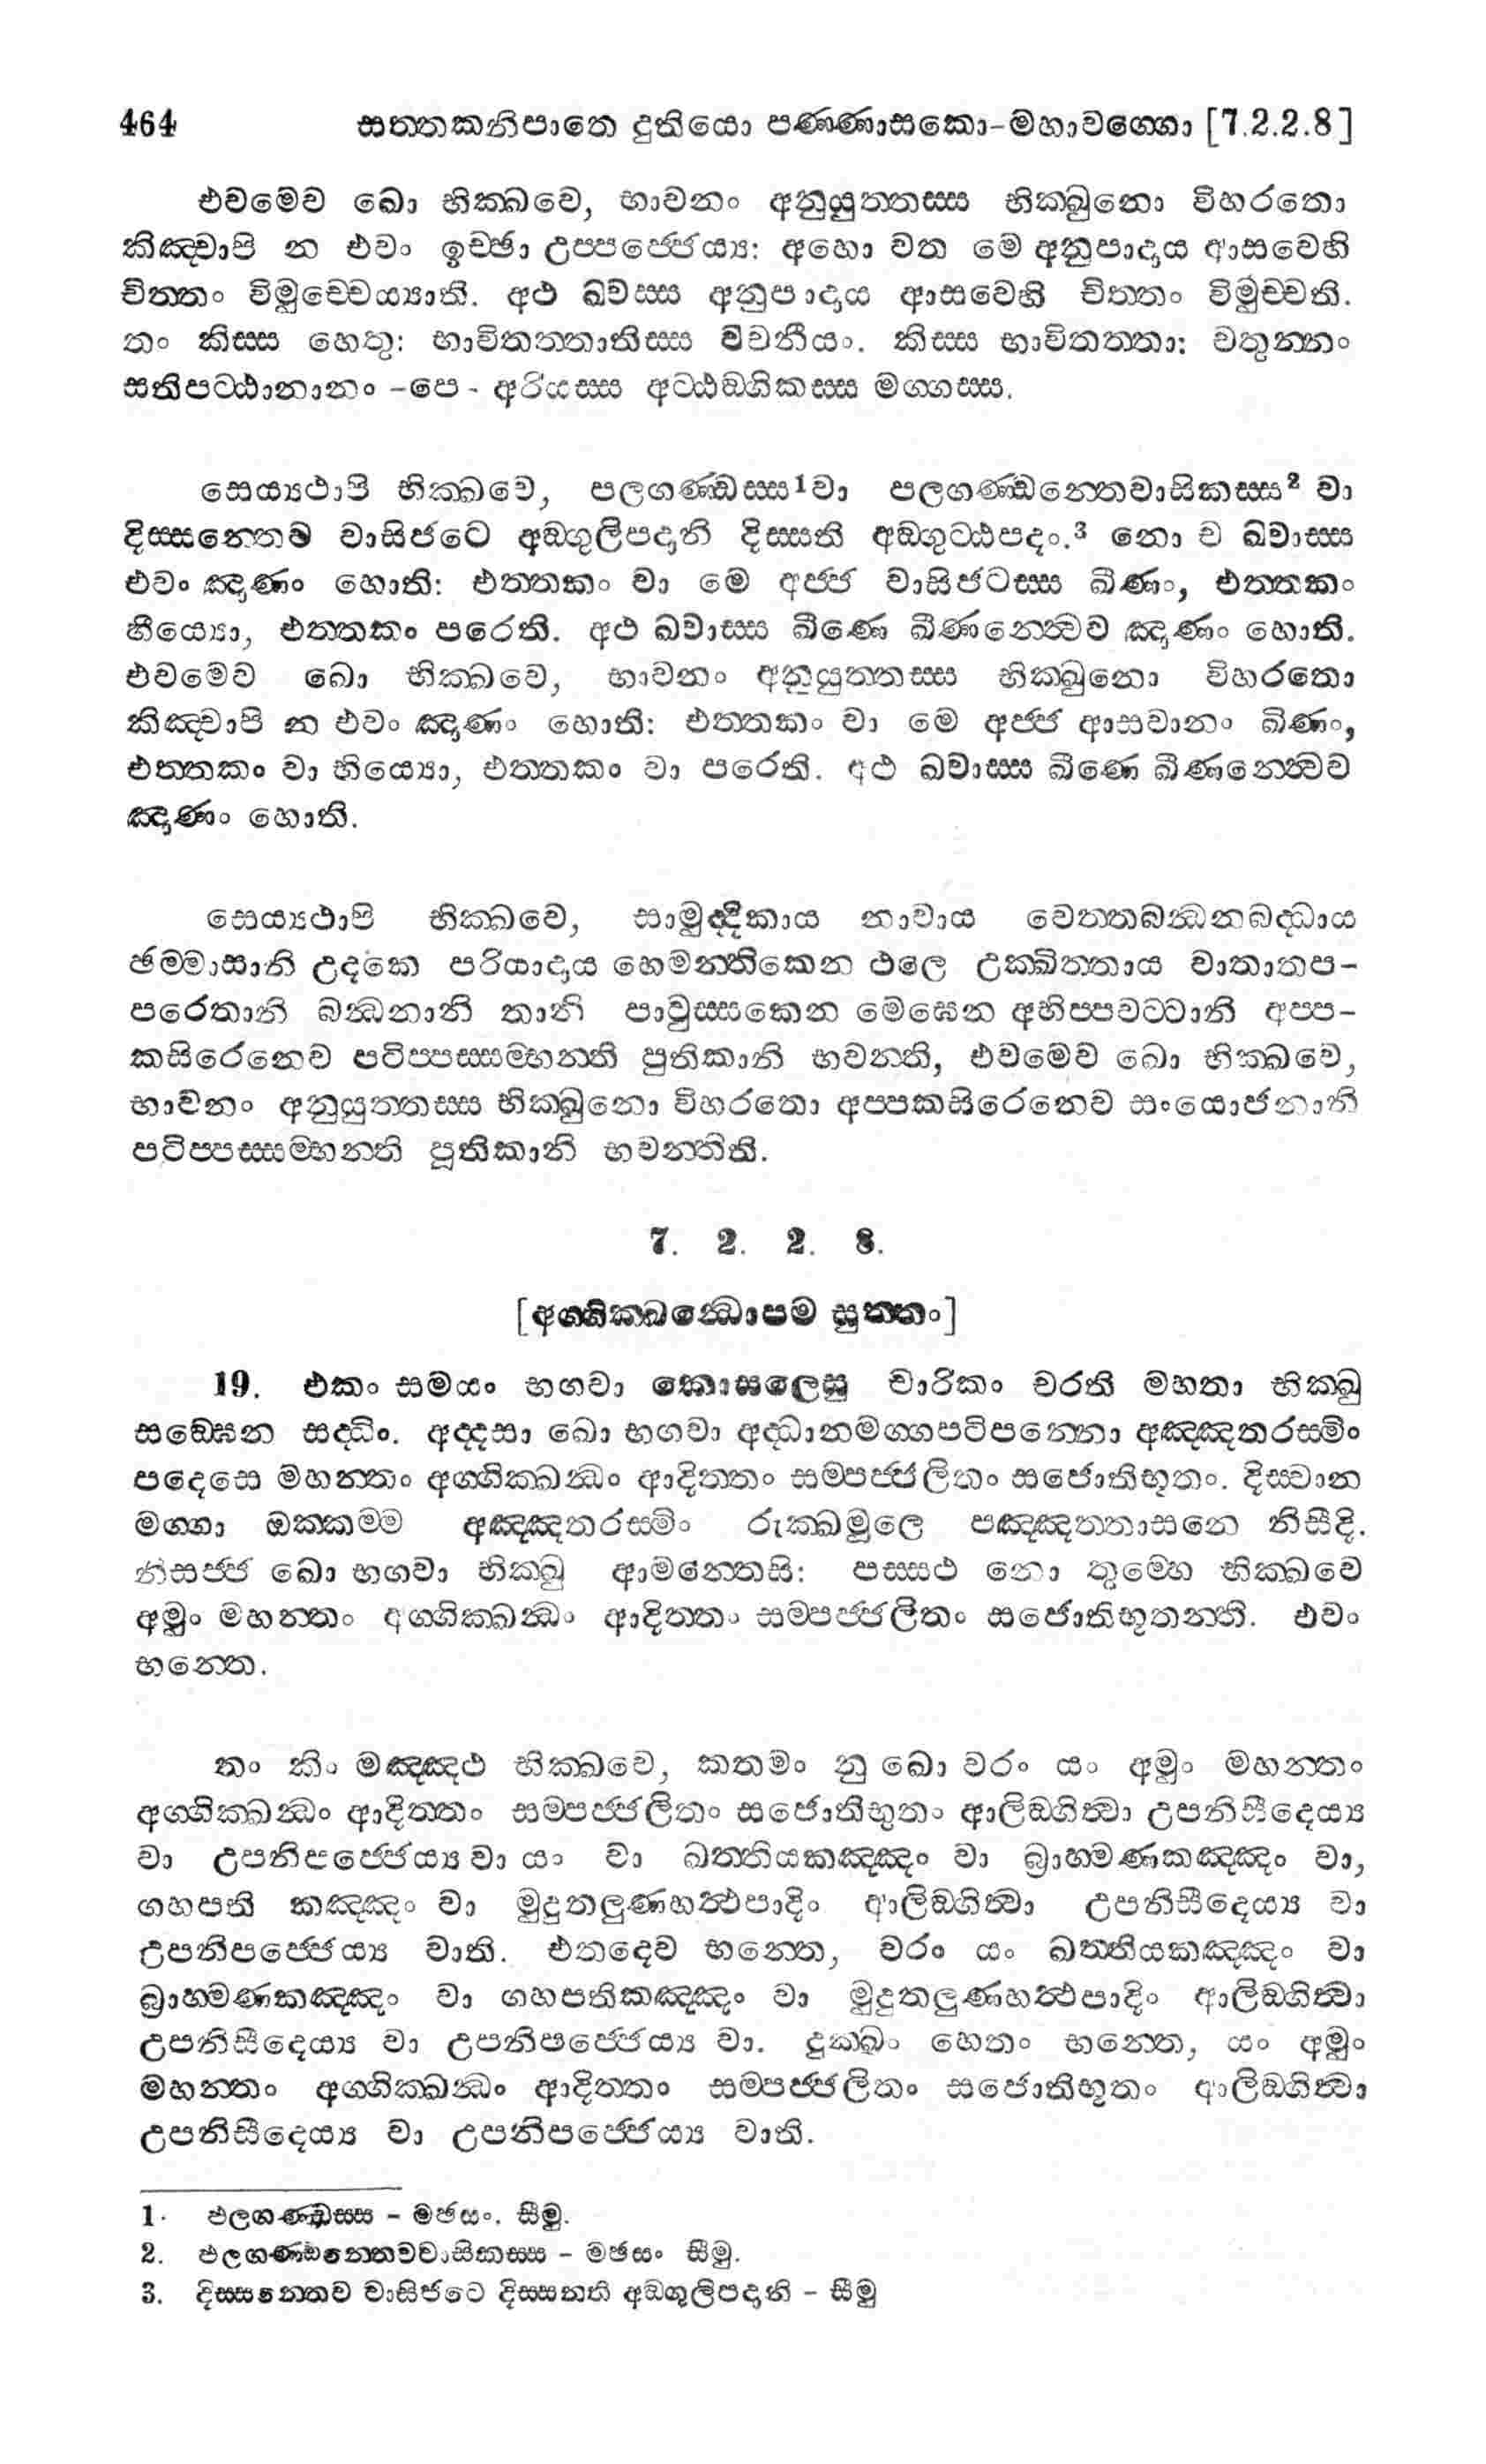 464 සත්තකනිපාතෙ දුතියො පණ්ණාසකො-මහාවග්ගො [7.2.2.8]
එවමෙව ඛො භික්ඛවෙ, භාවනං අනුයුත්තස්ස භික්ඛුනො විහරතො
කිඤ්චාපි න එවං ඉච්ඡා උප්පජ්ජෙය්‍ය: අහො වත මෙ අනුපාදාය ආසවෙහි
චිත්තං විමුච්චෙය්‍යාති. අථ ඛ්වස්ස අනුපාදාය ආසවෙහි චිත්තං විමුච්චති.
තං කිස්ස හෙතු: භාවිතත්තාතිස්ස වචනීයං. කිස්ස භාවිතත්තා: චතුන්නං
සතිපට්ඨානානං -පෙ- අරියස්ස අට්ඨඞ්ගිකස්ස මග්ගස්ස.
සෙය්‍යථාපි භික්ඛවෙ, පලගණ්ඩස්ස1වා පලගණ්ඩන්තෙවාසිකස්ස2 වා
දිස්සන්තෙව වාසිජටෙ අඞ්ගුලිපදානි දිස්සති අඞ්ගුට්ඨපදං.3 නො ච ඛ්වාස්ස
එවං ඤාණං හොති: එත්තකං වා මෙ අජ්ජ වාසිජටස්ස ඛීණං, එත්තකං
හීය්‍යො, එත්තකං පරෙති. අථ ඛ්වාස්ස ඛීණෙ ඛීණන්ත්වෙව ඤාණං හොති.
එවමෙව ඛො භික්ඛවෙ, භාවනං අනුයුත්තස්ස භික්ඛුනො විහරතො
කිඤ්චාපි න එවං ඤාණං හොති: එත්තකං වා මෙ අජ්ජ ආසවානං ඛිණං,
එත්තකං වා හියේ‍යා, එත්තකං වා පරෙති. අථ ඛ්වාස්ස ඛීණෙ ඛීණන්ත්වෙව
ඤාණං හොති.
සෙය්‍යථාපි භික්ඛවෙ, සාමුද්දිකාය නාවාය වෙත්තබන්ධනබද්ධාය
ඡම්මාසානි උදකෙ පරියාදාය හෙමන්තිකෙන ථලෙ උක්ඛිත්තාය වාතාතප-
පරෙතානි බන්ධනානි තානි පාවුස්සකෙන මෙඝෙන අභිප්පවට්ටානි අප්ප-
කසිරෙනෙව පටිප්පස්සම්භන්ති පුතිකානි භවන්ති, එවමෙව ඛො භික්ඛවෙ,
භාවනං අනුයුත්තස්ස භික්ඛුනො විහරතො අප්පකසිරෙනෙව සංයොජනානි
පටිප්පස්සම්භන්ති පූතිකානි භවන්තිති.
7. 2. 2. 8.
[අග්ගික්ඛන්ධොපම සුත්තං]
19. එකං සමයං භගවා කොසලෙසු චාරිකං චරති මහතා භික්ඛු
සඞ්ඝෙන සද්ධිං. අද්දසා ඛො භගවා අද්ධානමග්ගපටිපන්නො අඤ්ඤතරස්මිං
පදෙසෙ මහන්තං අග්ගික්ඛන්ධං ආදිත්තං සම්පජ්ජලිතං සජොතිභූතං. දිස්වාන
මග්ගා ඔක්කම්ම අඤ්ඤතරස්මිං රුක්ඛමූලෙ පඤ්ඤත්තාසනෙ නිසීදි.
නිසජ්ජ ඛො භගවා භික්ඛු ආමන්තෙසි: පස්සථ නො තුම්හෙ භික්ඛවෙ
අමුං මහන්තං අග්ගික්ඛන්ධං ආදිත්තං සම්පජ්ජලිතං සජොතිභූතන්ති. එවං
භන්තෙ.
තං කිං මඤ්ඤථ භික්ඛවෙ, කතමං නු ඛො වරං යං අමුං මහන්තං
අග්ගික්ඛන්ධං ආදිත්තං සම්පජ්ජලිතං සජොතිභුතං ආලිඞ්ගිත්වා උපනිසීදෙය්‍ය
වා උපනිපජ්ජෙය්‍ය වා යං වා ඛත්තියකඤ්ඤං වා බ්‍රාහ්මණකඤ්ඤං වා,
ගහපති කඤ්ඤං වා මුදුතලුණහත්ථපාදිං ආලිඞ්ගිත්වා උපනිසීදෙය්‍ය වා
උපනිපජ්ජෙය්‍ය වාති. එතදෙව භන්තෙ, වරං යං ඛත්තියකඤ්ඤං වා
බ්‍රාහ්මණකඤ්ඤං වා ගහපතිකඤ්ඤං වා මුදුතලුණහත්ථපාදිං ආලිඞ්ගිත්වා
උපනිසීදෙය්‍ය වා උපනිපජ්ජෙය්‍ය වා. දුක්ඛං හෙතං භන්තෙ, යං අමුං
මහන්තං අග්ගික්ඛන්ධං ආදිත්තං සම්පජ්ජලිතං සජොතිභූතං ආලිඞ්ගිත්වා
උපනිසීදෙය්‍ය වා උපනිපජ්ජෙය්‍ය වාති.
1. ඵලගණ්ඩස්ස - මඡසං. සීමු.
2. ඵලගණ්ඩන්තෙවවාසිකස්ස - මඡසං සීමු.
3. දිස්සන්තෙව වාසිජටෙ දිස්සන්ති අඞ්ගුලිපදානි - සීමු